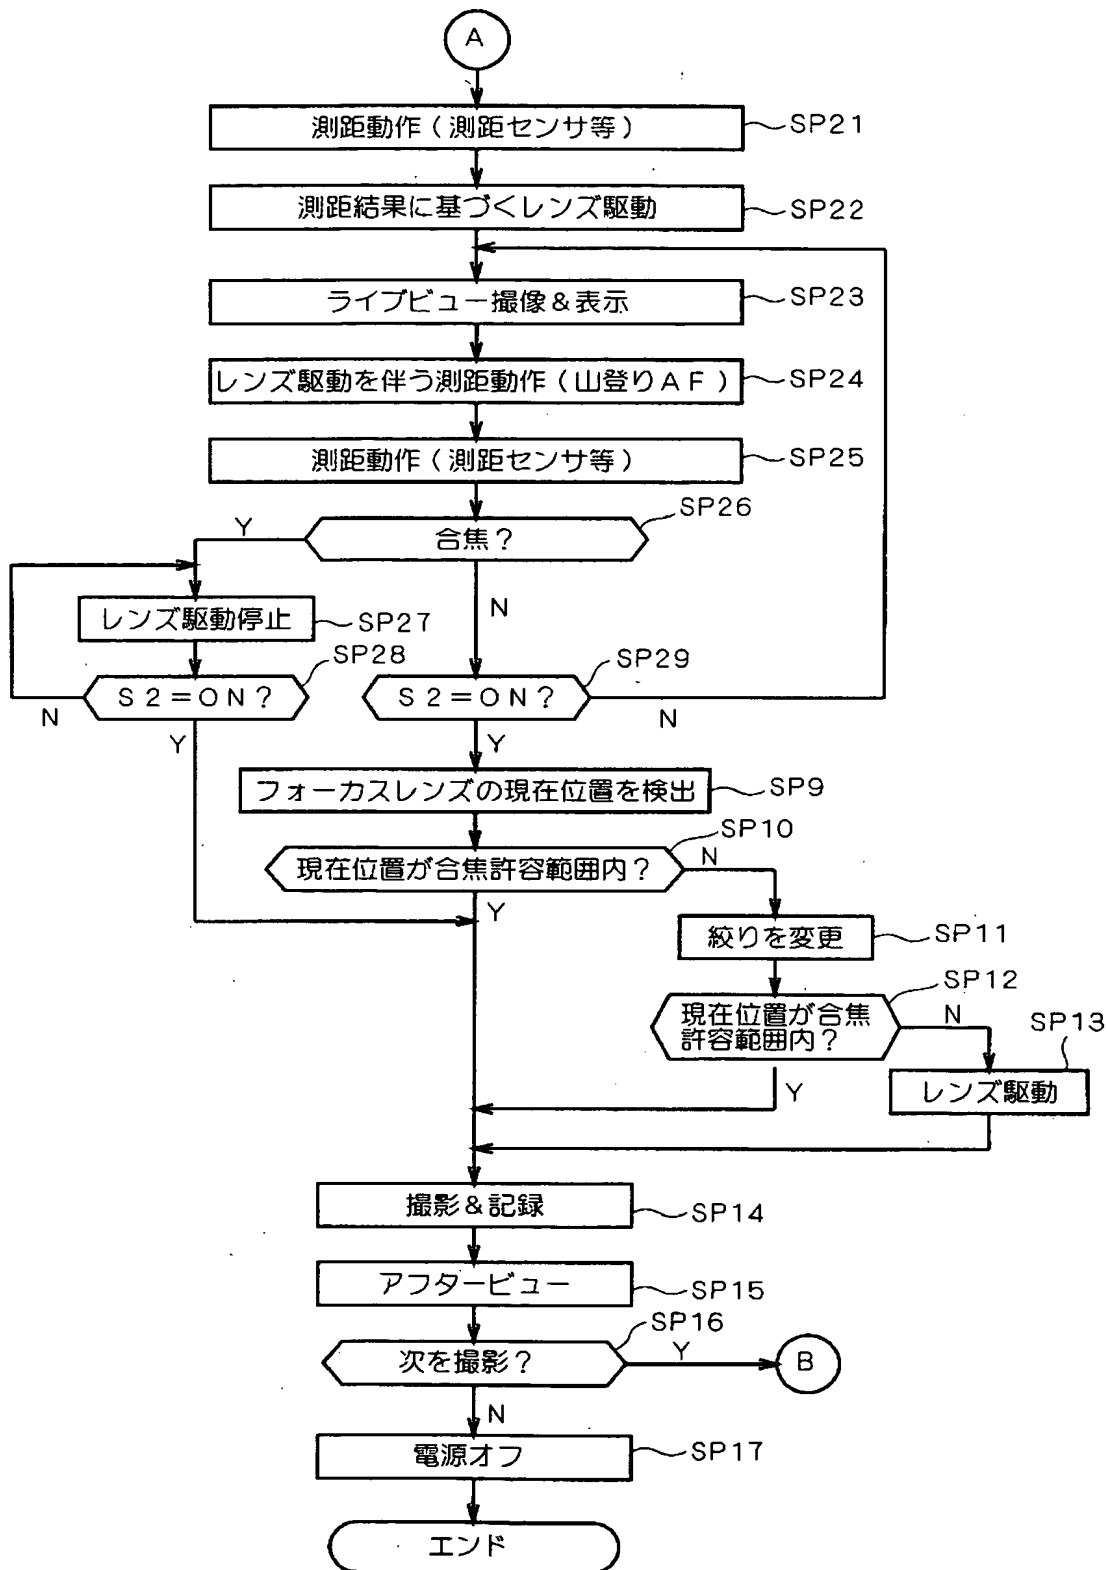 A
測距動作(測距センサ等)
SP21
測距結果に基づくレンズ駆動
SP22
ライブビュー撮像&表示
SP23
レンズ駆動を伴う測距動作(山登りAF)
SP24
測距動作(測距センサ等)
SP25
合焦?
SP26
Y
N
レンズ駆動停止
SP27
S2=ON?
SP28
N
Y
S2=ON?
SP29
N
Y
フォーカスレンズの現在位置を検出
SP9
現在位置が合焦許容範囲内?
SP10
N
Y
絞りを変更
SP11
現在位置が合焦
許容範囲内?
SP12
N
Y
レンズ駆動
SP13
撮影&記録
SP14
アフタービュー
SP15
次を撮影?
SP16
Y
B
N
電源オフ
SP17
エンド